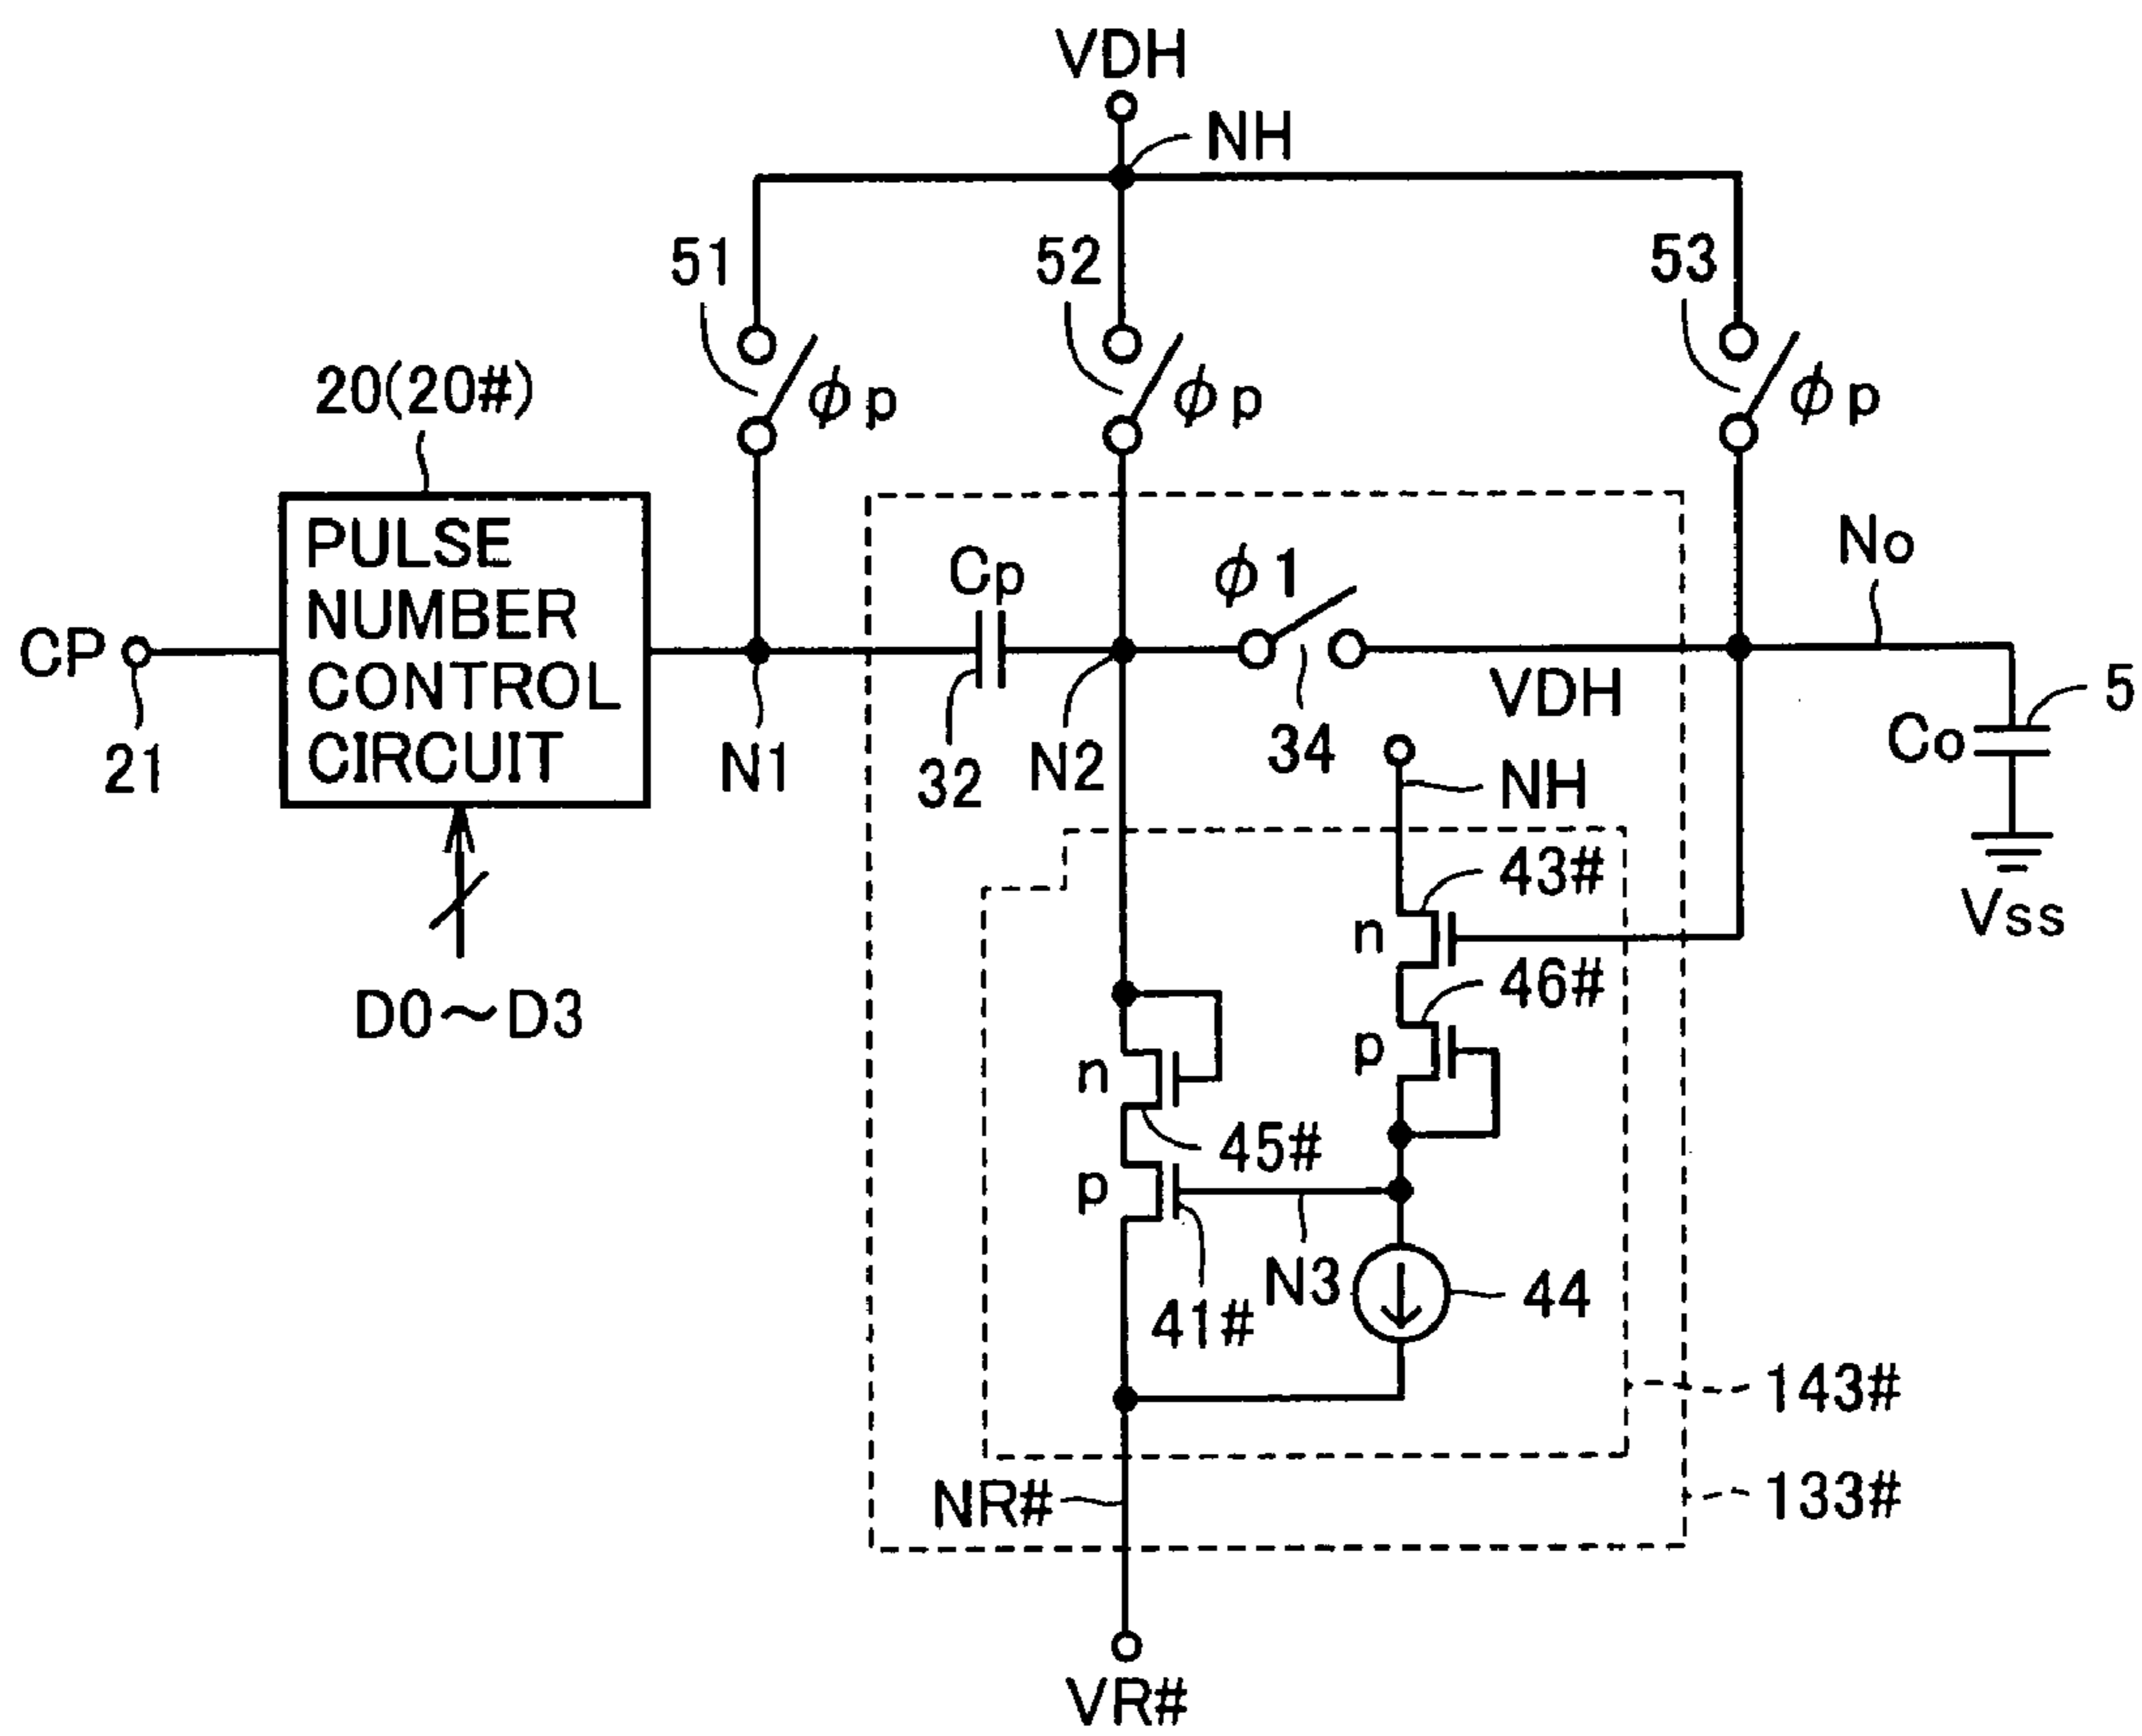 VDH
NH
51
52
53
φp
φp
φp
20(20#)
PULSE
NUMBER
CONTROL
CIRCUIT
CP
21
D0～D3
N1
Cp
32
N2
φ1
34
VDH
No
5
Co
Vss
NH
43#
n
46#
p
n
45#
p
41#
N3
44
143#
133#
NR#
VR#